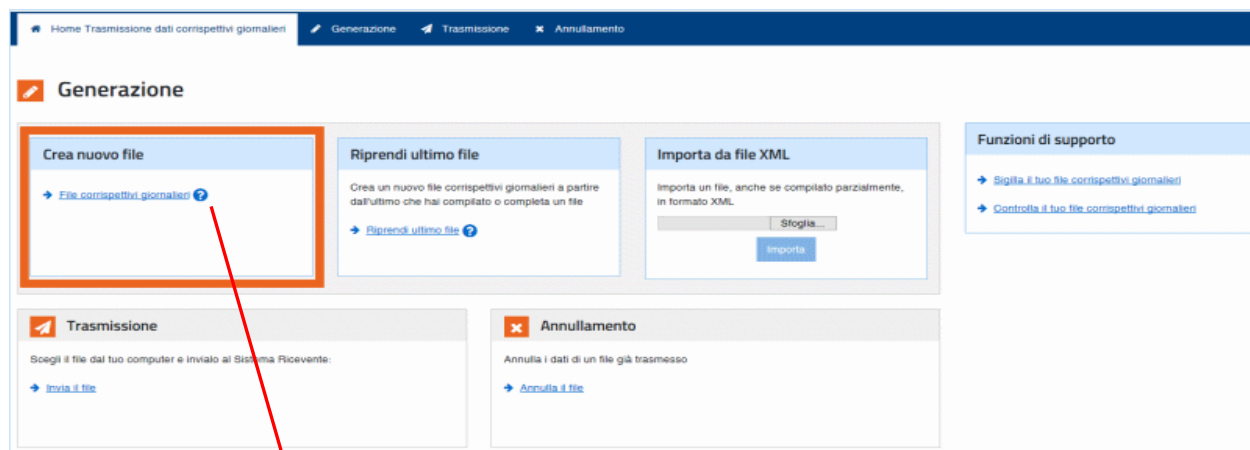 Home Trasmissione dati corrispettivi giornalieri Generazione Trasmissione Annullamento
Generazione
Crea nuovo file
File corrispettivi giornalieri ?
Riprendi ultimo file
Crea un nuovo file corrispettivi giornalieri a partire
dall'ultimo che hai compilato o completa un file
Riprendi ultimo file ?
Importa da file XML
Importa un file, anche se compilato parzialmente,
in formato XML
Sfoglia...
Importa
Funzioni di supporto
Sigilla il tuo file corrispettivi giornalieri
Controlla il tuo file corrispettivi giornalieri
Trasmissione
Scegli il file dal tuo computer e invialo al Sistema Ricevente:
Invia il file
Annullamento
Annulla i dati di un file già trasmesso
Annulla il file